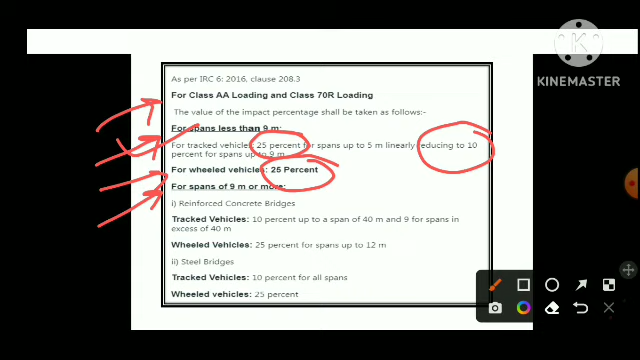 KINEMASTER
As per IRC 6: 2016, clause 208.3
For Class AA Loading and Class 70R Loading
The value of the impact percentage shall be taken as follows:-
For spans less than 9 m:
For tracked vehicles: 25 percent for spans up to 5 m linearly reducing to 10
percent for spans up to 9 m
For wheeled vehicles: 25 Percent
For spans of 9 m or more:
i) Reinforced Concrete Bridges
Tracked Vehicles: 10 percent up to a span of 40 m and 9 for spans in
excess of 40 m
Wheeled Vehicles: 25 percent for spans up to 12 m
ii) Steel Bridges
Tracked Vehicles: 10 percent for all spans
Wheeled vehicles: 25 percent